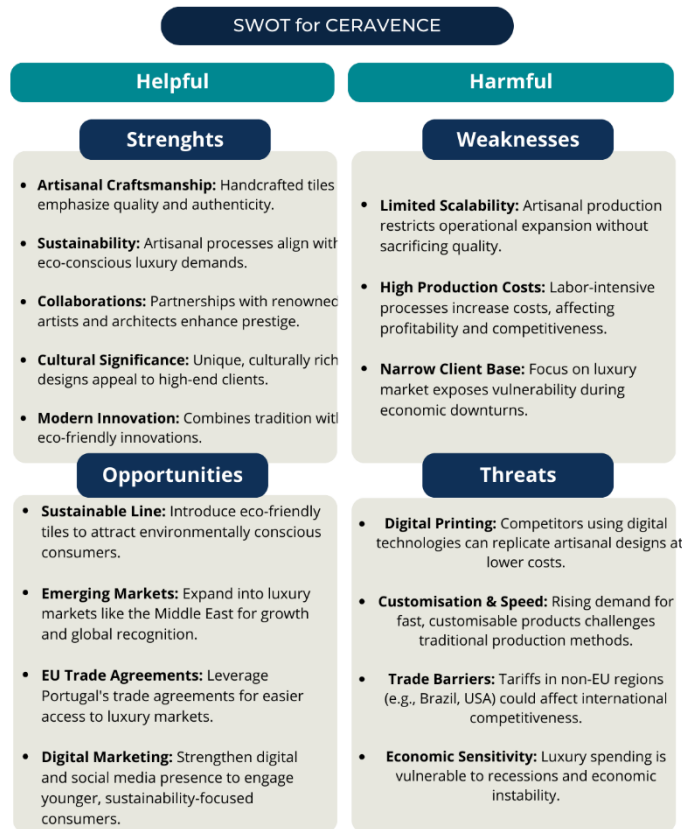 SWOT for CERAVENCE
Helpful
Harmful
Strenghts
• Artisanal Craftsmanship: Handcrafted tiles
emphasize quality and authenticity.
• Sustainability: Artisanal processes align with
eco-conscious luxury demands.
• Collaborations: Partnerships with renowned
artists and architects enhance prestige.
• Cultural Significance: Unique, culturally rich
designs appeal to high-end clients.
• Modern Innovation: Combines tradition with
eco-friendly innovations.
Weaknesses
• Limited Scalability: Artisanal production
restricts operational expansion without
sacrificing quality.
• High Production Costs: Labor-intensive
processes increase costs, affecting
profitability and competitiveness.
• Narrow Client Base: Focus on luxury
market exposes vulnerability during
economic downturns.
Opportunities
• Sustainable Line: Introduce eco-friendly
tiles to attract environmentally conscious
consumers.
• Emerging Markets: Expand into luxury
markets like the Middle East for growth
and global recognition.
• EU Trade Agreements: Leverage
Portugal's trade agreements for easier
access to luxury markets.
• Digital Marketing: Strengthen digital
and social media presence to engage
younger, sustainability-focused
consumers.
Threats
• Digital Printing: Competitors using digital
technologies can replicate artisanal designs at
lower costs.
• Customisation & Speed: Rising demand for
fast, customisable products challenges
traditional production methods.
• Trade Barriers: Tariffs in non-EU regions
(e.g., Brazil, USA) could affect international
competitiveness.
• Economic Sensitivity: Luxury spending is
vulnerable to recessions and economic
instability.